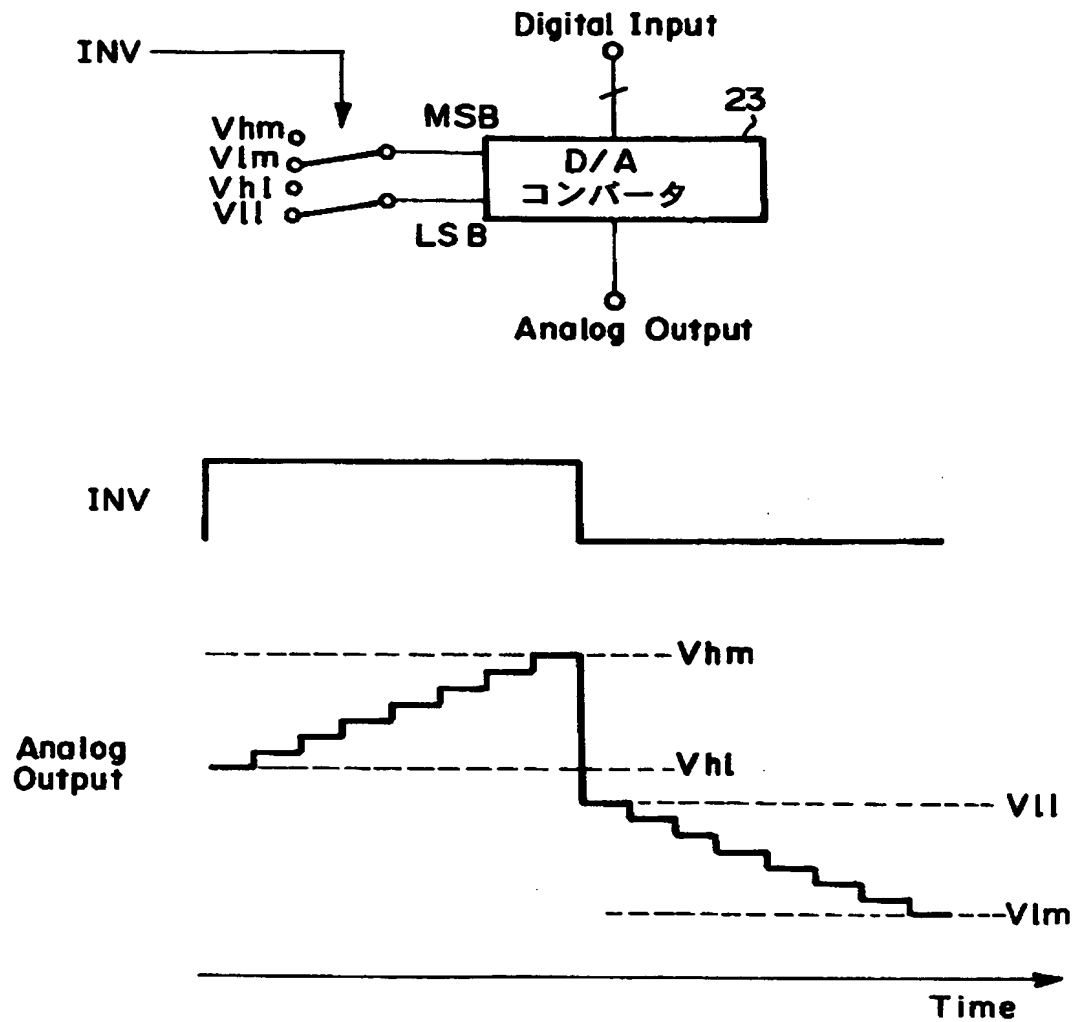 Digital Input
INV
23
MSB
Vhm
Vlm
Vhl
Vll
D/A
コンバータ
LSB
Analog Output
INV
Vhm
Analog
Output
Vhl
Vll
Vlm
Time